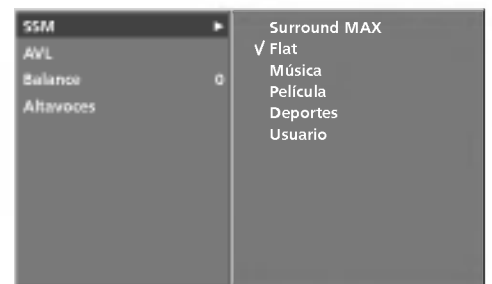 SSM
AVL
Balance 0
Altavoces
Surround MAX
√ Flat
Música
Película
Deportes
Usuario